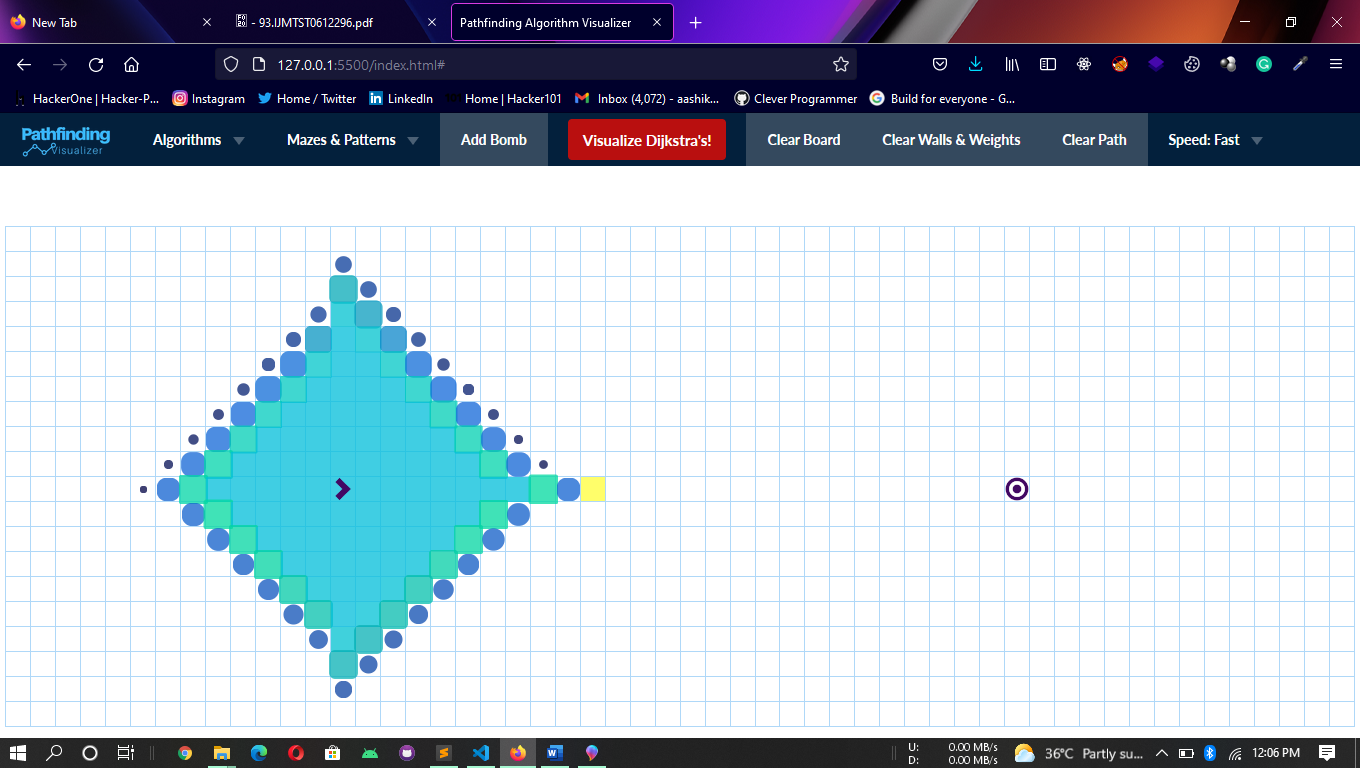 New Tab
- 93.IJMTST0612296.pdf
Pathfinding Algorithm Visualizer
127.0.0.1:5500/index.html#
HackerOne | Hacker-P...
Instagram
Home / Twitter
LinkedIn
Home | Hacker101
Inbox (4,072) - aashik...
Clever Programmer
Build for everyone - G...
Pathfinding
Visualizer
Algorithms
Mazes & Patterns
Add Bomb
Visualize Dijkstra's!
Clear Board
Clear Walls & Weights
Clear Path
Speed: Fast
U: 0.00 MB/s
D: 0.00 MB/s
36°C Partly su...
12:06 PM